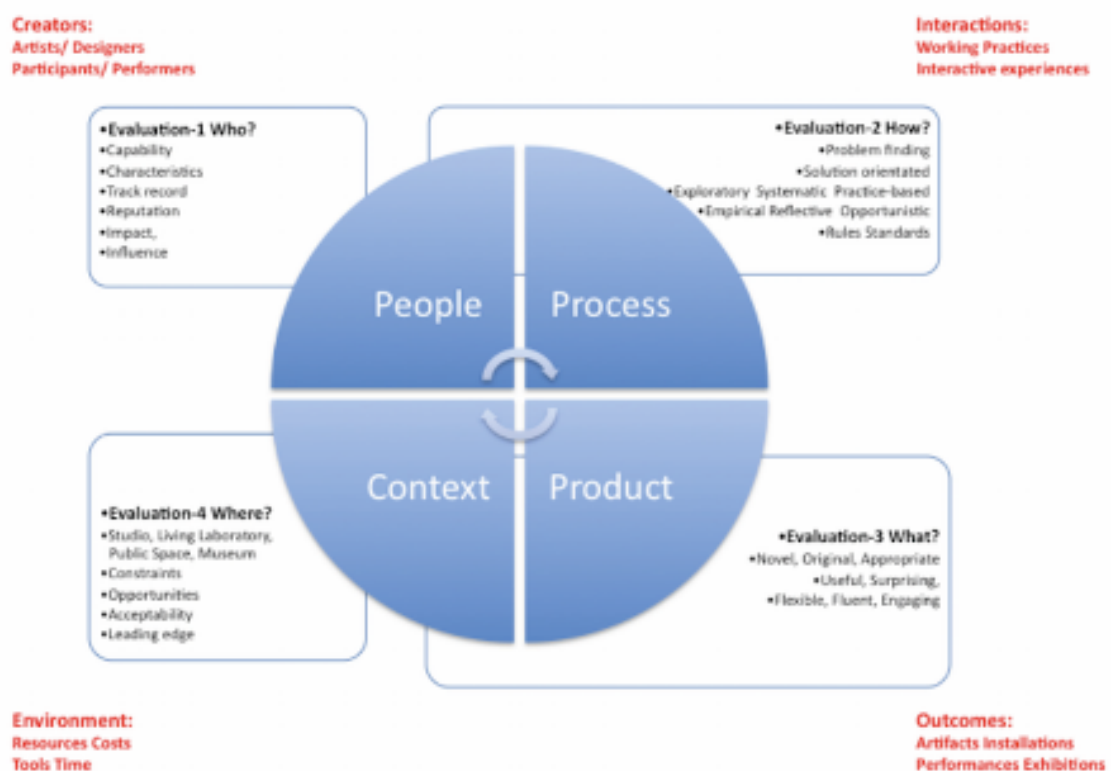 Creators:
Artists/ Designers
Participants/ Performers
Interactions:
Working Practices
Interactive experiences
•Evaluation-1 Who?
•Capability
•Characteristics
•Track record
•Reputation
•Impact,
•Influence
•Evaluation-2 How?
•Problem finding
•Solution orientated
•Exploratory Systematic Practice-based
•Empirical Reflective Opportunistic
•Rules Standards
People
Process
Context
Product
•Evaluation-4 Where?
•Studio, Living Laboratory,
Public Space, Museum
•Constraints
•Opportunities
•Acceptability
•Leading edge
•Evaluation-3 What?
•Novel, Original, Appropriate
•Useful, Surprising,
•Flexible, Fluent, Engaging
Environment:
Resources Costs
Tools Time
Outcomes:
Artifacts Installations
Performances Exhibitions